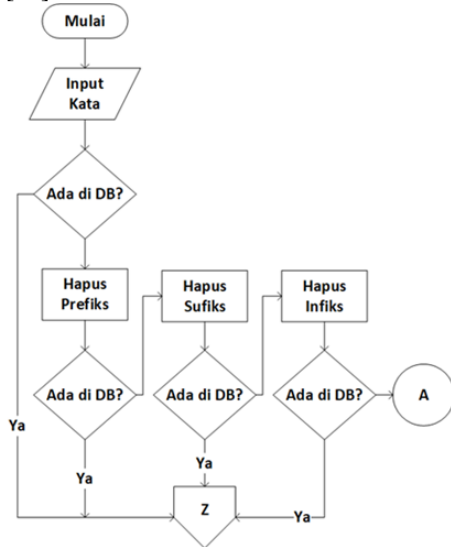 Mulai
Input
Kata
Ada di DB?
Hapus
Prefiks
Hapus
Sufiks
Hapus
Infiks
Ada di DB?
Ada di DB?
Ada di DB?
A
Ya
Ya
Ya
Z
Ya